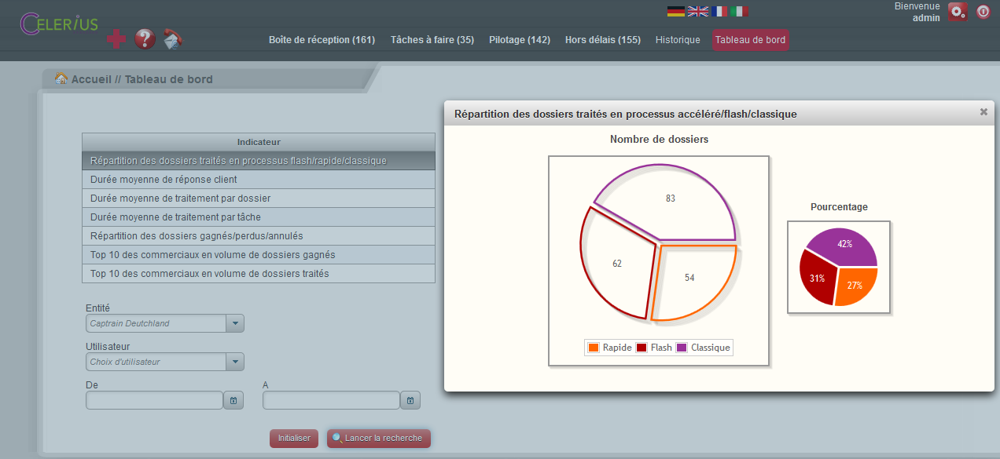 CELERIUS
Bienvenue
admin
Boîte de réception (161) Tâches à faire (35) Pilotage (142) Hors délais (155) Historique Tableau de bord
Accueil // Tableau de bord
Indicateur
Répartition des dossiers traités en processus flash/rapide/classique
Durée moyenne de réponse client
Durée moyenne de traitement par dossier
Durée moyenne de traitement par tâche
Répartition des dossiers gagnés/perdus/annulés
Top 10 des commerciaux en volume de dossiers gagnés
Top 10 des commerciaux en volume de dossiers traités
Entité
Captrain Deutchland
Utilisateur
Choix d'utilisateur
De A
Initialiser Lancer la recherche
Répartition des dossiers traités en processus accéléré/flash/classique
Nombre de dossiers
83
62
54
Rapide Flash Classique
Pourcentage
42%
31%
27%